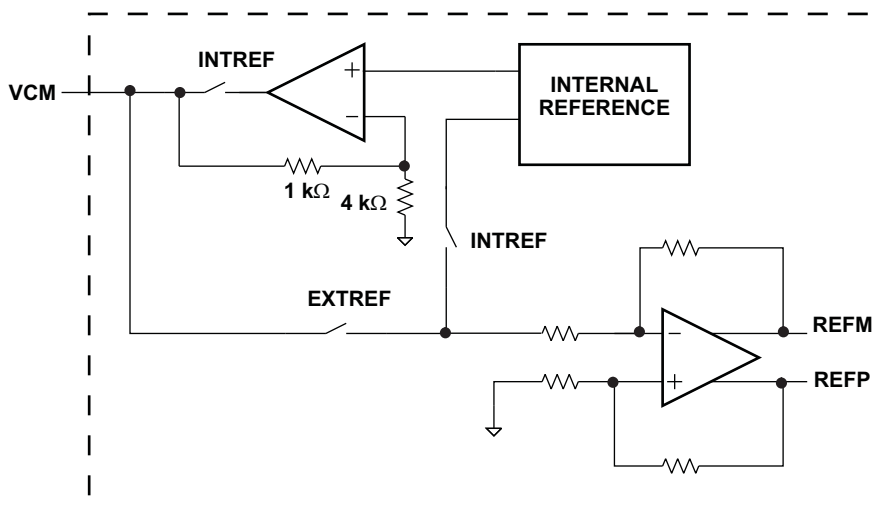 INTREF
VCM
+
−
INTERNAL
REFERENCE
1 kΩ
4 kΩ
INTREF
EXTREF
−
REFM
+
REFP